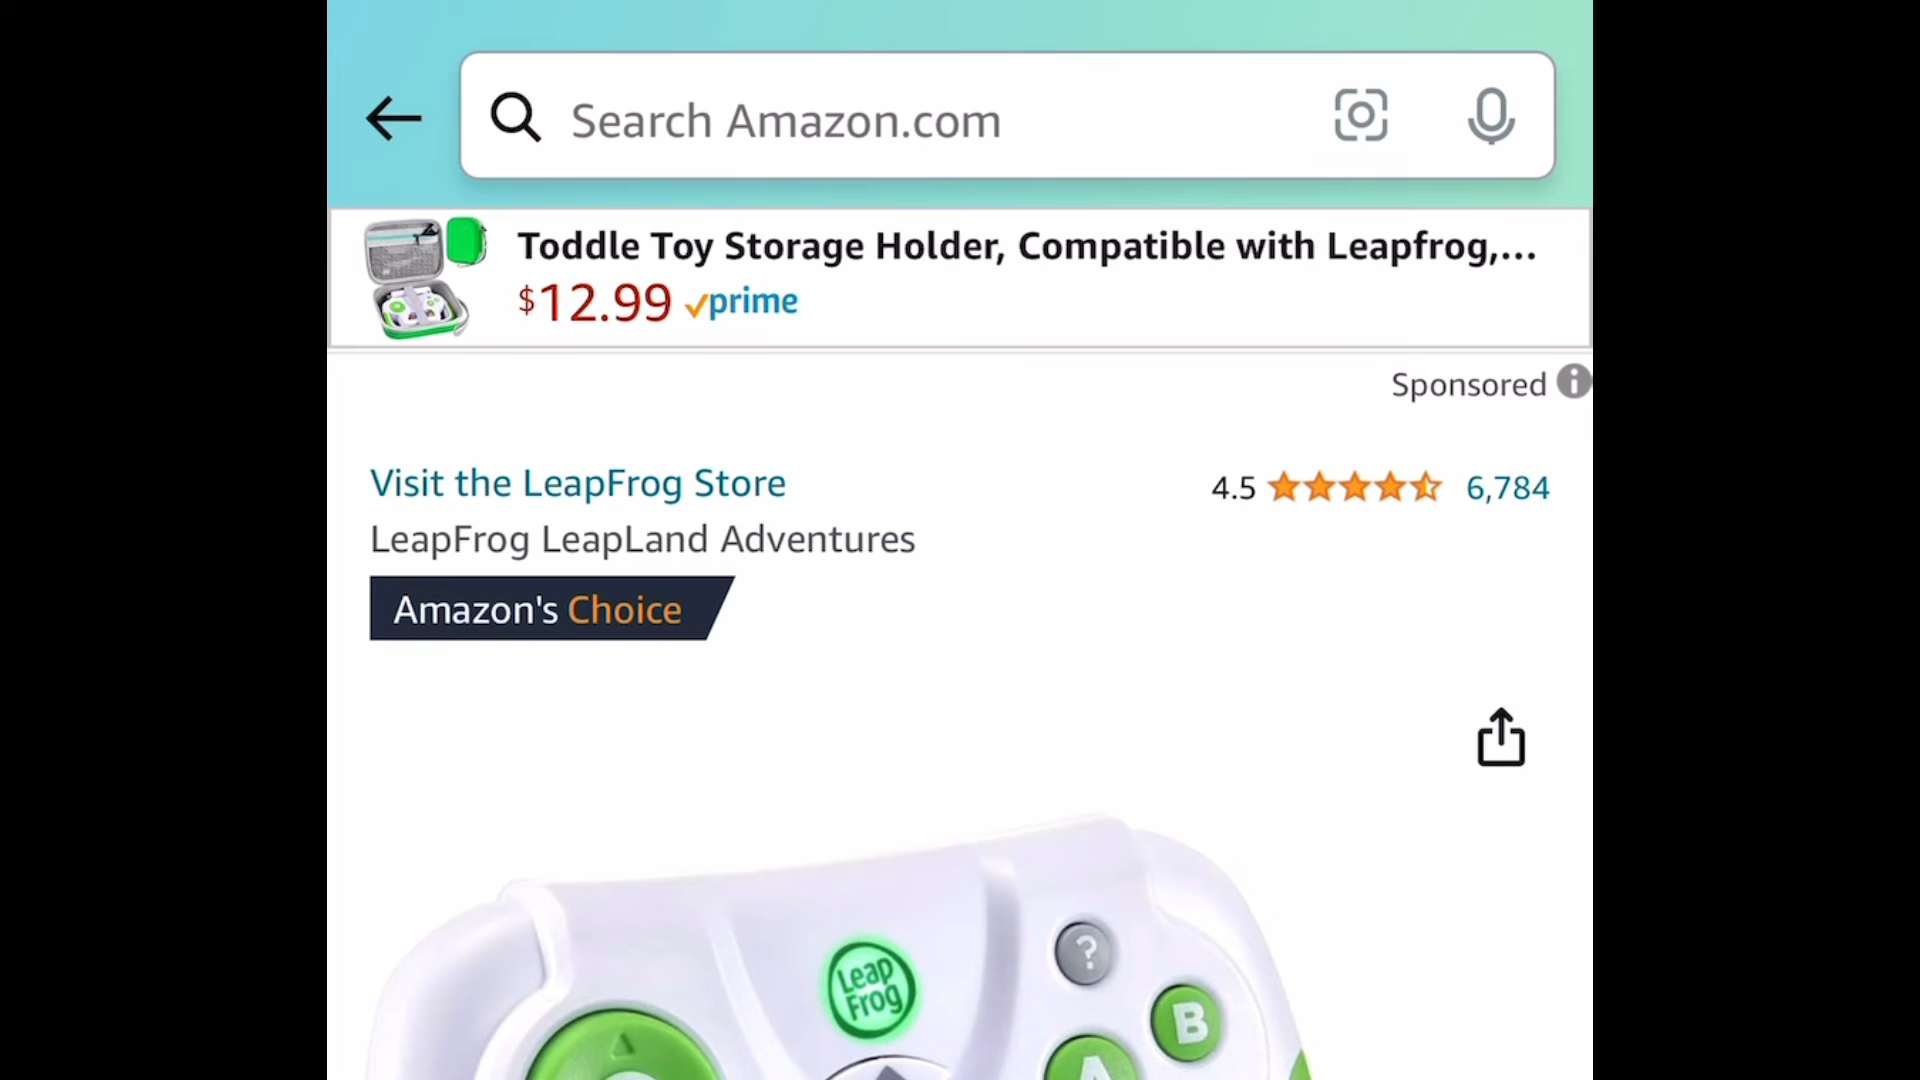 Search Amazon.com
Toddle Toy Storage Holder, Compatible with Leapfrog,...
$12.99 prime
Sponsored
Visit the LeapFrog Store
4.5 6,784
LeapFrog LeapLand Adventures
Amazon's Choice
?
Leap
Frog
B
A